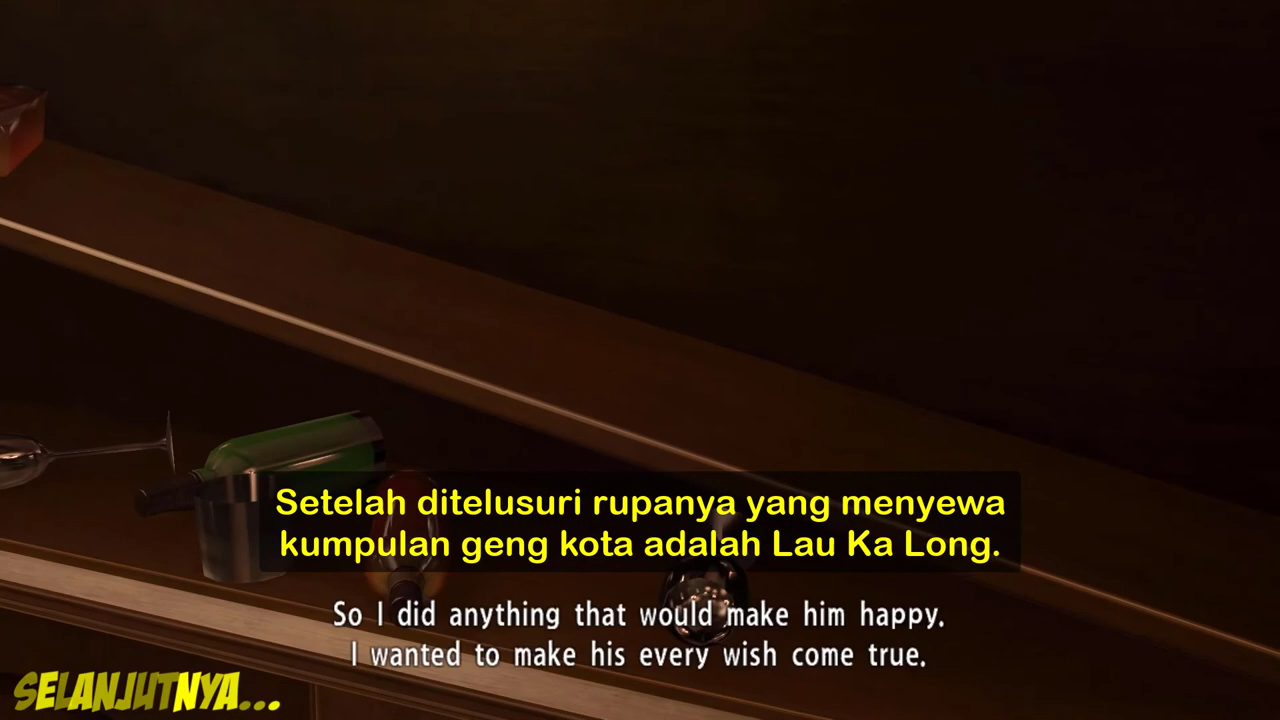 Setelah ditelusuri rupanya yang menyewa
kumpulan geng kota adalah Lau Ka Long.
So I did anything that would make him happy.
I wanted to make his every wish come true.
SELANJUTNYA...